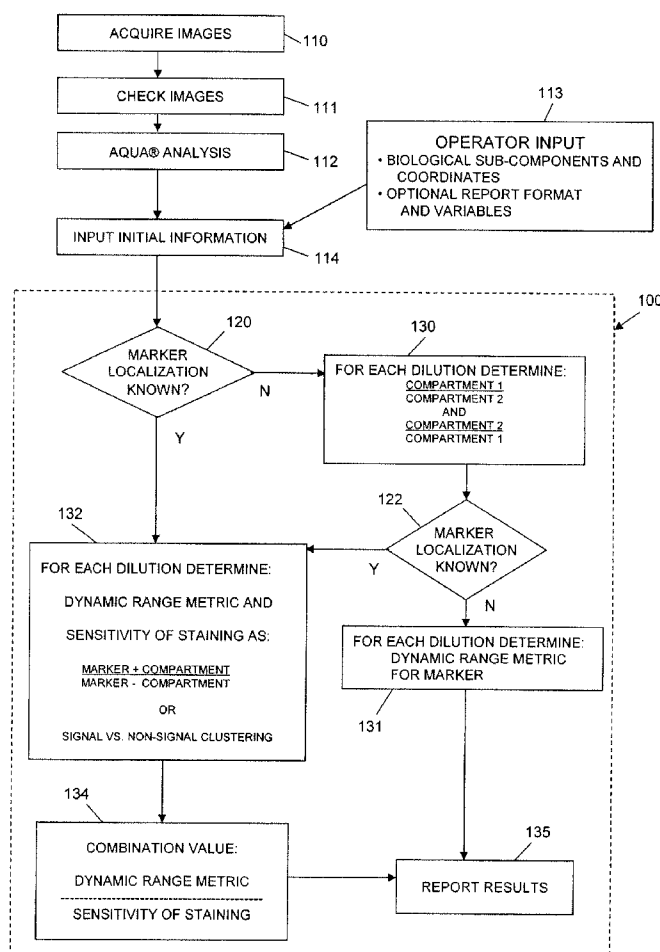 ACQUIRE IMAGES
110
CHECK IMAGES
111
AQUA® ANALYSIS
112
113
OPERATOR INPUT
• BIOLOGICAL SUB-COMPONENTS AND
COORDINATES
• OPTIONAL REPORT FORMAT
AND VARIABLES
INPUT INITIAL INFORMATION
114
100
120
MARKER
LOCALIZATION
KNOWN?
N
Y
130
FOR EACH DILUTION DETERMINE:
COMPARTMENT 1
COMPARTMENT 2
AND
COMPARTMENT 2
COMPARTMENT 1
122
MARKER
LOCALIZATION
KNOWN?
Y
N
132
FOR EACH DILUTION DETERMINE:
DYNAMIC RANGE METRIC AND
SENSITIVITY OF STAINING AS:
MARKER + COMPARTMENT
MARKER - COMPARTMENT
OR
SIGNAL VS. NON-SIGNAL CLUSTERING
FOR EACH DILUTION DETERMINE:
DYNAMIC RANGE METRIC
FOR MARKER
131
134
COMBINATION VALUE:
DYNAMIC RANGE METRIC
SENSITIVITY OF STAINING
135
REPORT RESULTS